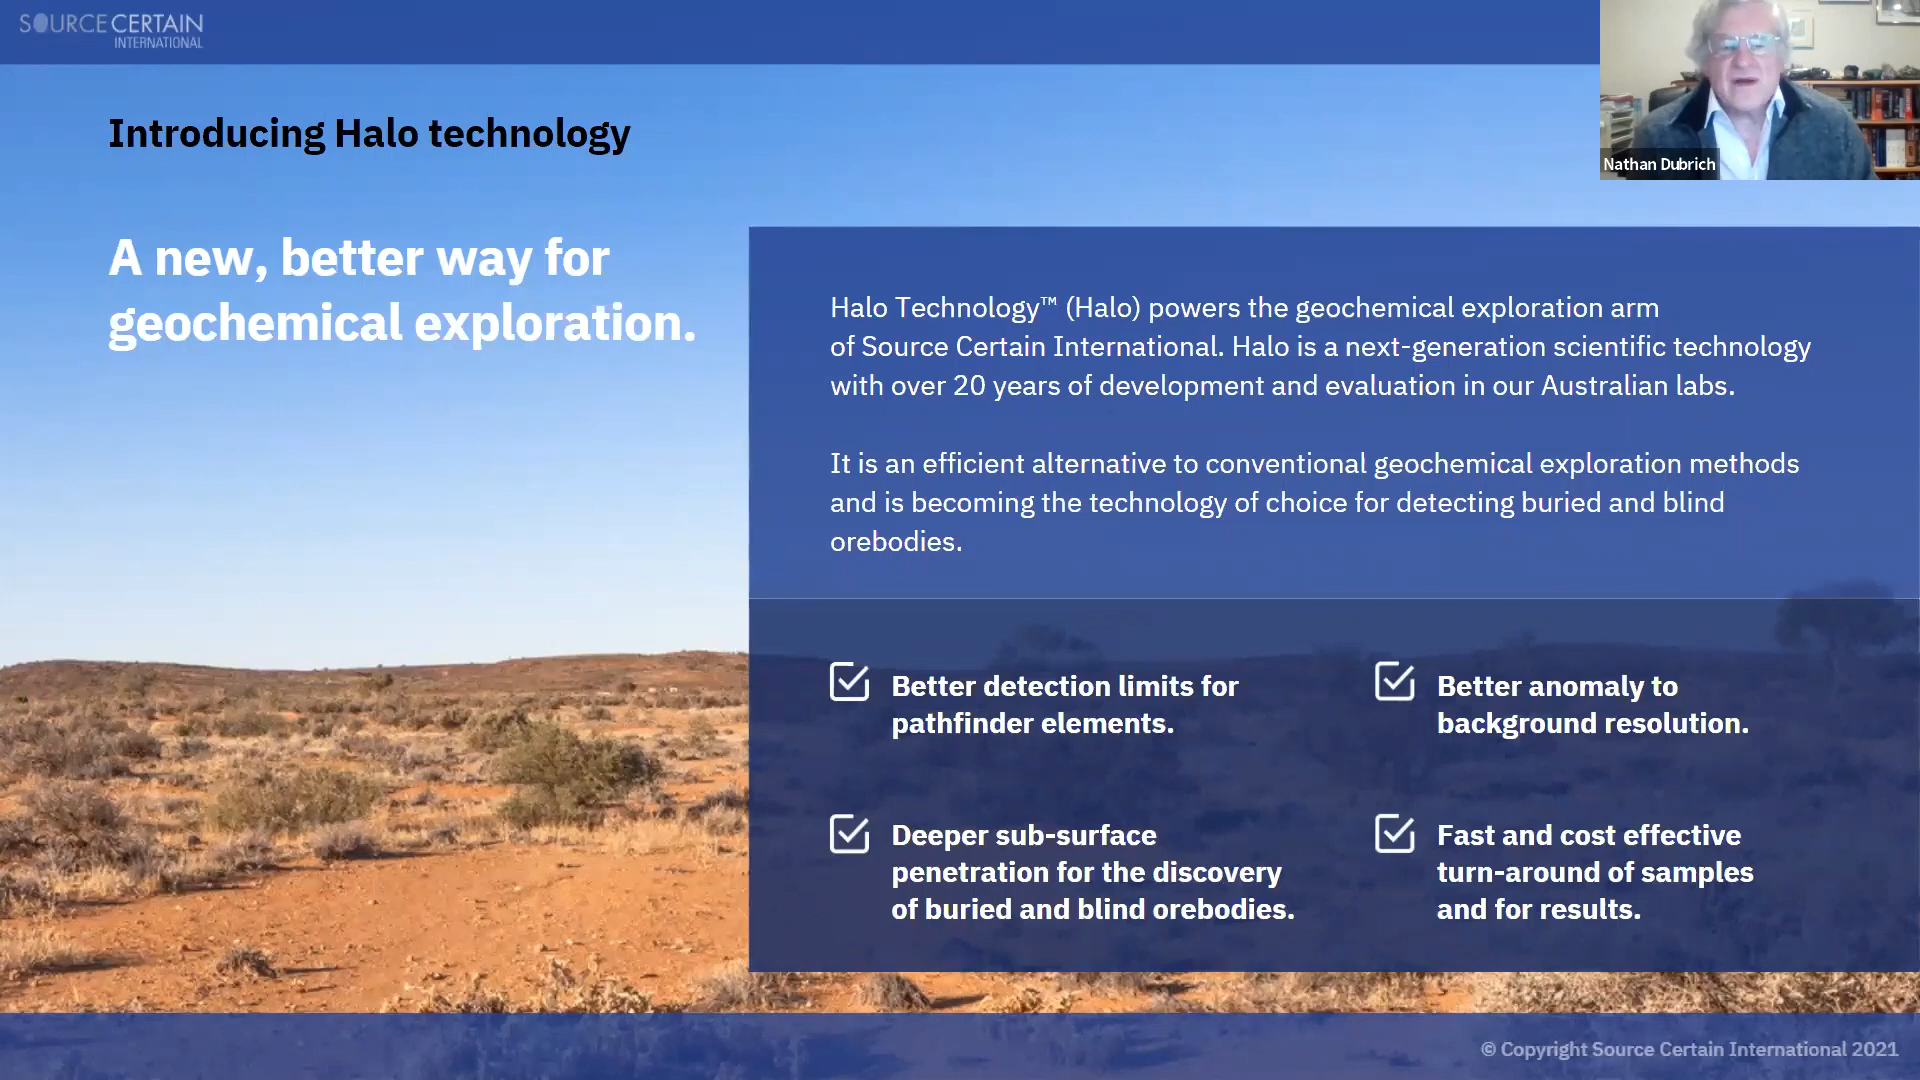 SOURCE CERTAIN
INTERNATIONAL
Nathan Dubrich
Introducing Halo technology
A new, better way for
geochemical exploration.
Halo Technology™ (Halo) powers the geochemical exploration arm
of Source Certain International. Halo is a next-generation scientific technology
with over 20 years of development and evaluation in our Australian labs.
It is an efficient alternative to conventional geochemical exploration methods
and is becoming the technology of choice for detecting buried and blind
orebodies.
Better detection limits for
pathfinder elements.
Better anomaly to
background resolution.
Deeper sub-surface
penetration for the discovery
of buried and blind orebodies.
Fast and cost effective
turn-around of samples
and for results.
© Copyright Source Certain International 2021